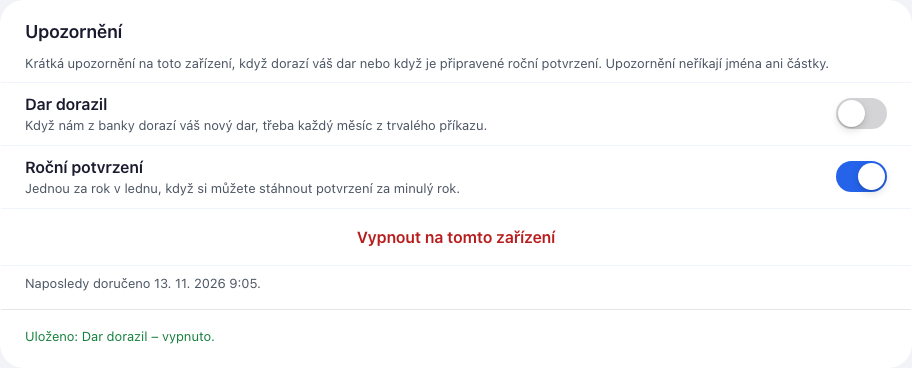 Upozornění
Krátká upozornění na toto zařízení, když dorazí váš dar nebo když je připravené roční potvrzení. Upozornění neříkají jména ani částky.
Dar dorazil
Když nám z banky dorazí váš nový dar, třeba každý měsíc z trvalého příkazu.
Roční potvrzení
Jednou za rok v lednu, když si můžete stáhnout potvrzení za minulý rok.
Vypnout na tomto zařízení
Naposledy doručeno 13. 11. 2026 9:05.
Uloženo: Dar dorazil – vypnuto.